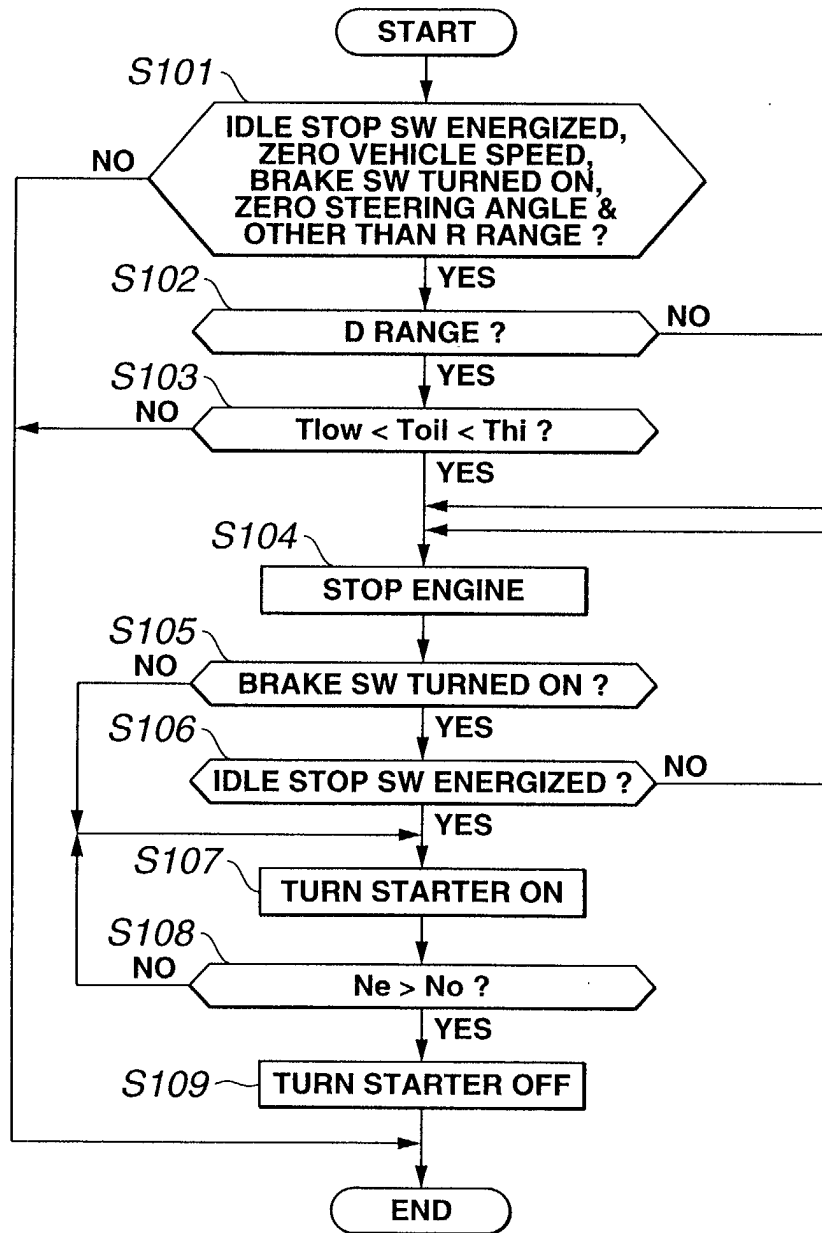 START
S101
IDLE STOP SW ENERGIZED,
ZERO VEHICLE SPEED,
BRAKE SW TURNED ON,
ZERO STEERING ANGLE &
OTHER THAN R RANGE ?
NO
YES
S102
D RANGE ?
NO
YES
S103
NO
Tlow < Toil < Thi ?
YES
S104
STOP ENGINE
S105
NO
BRAKE SW TURNED ON ?
YES
S106
IDLE STOP SW ENERGIZED ?
NO
YES
S107
TURN STARTER ON
S108
NO
Ne > No ?
YES
S109
TURN STARTER OFF
END